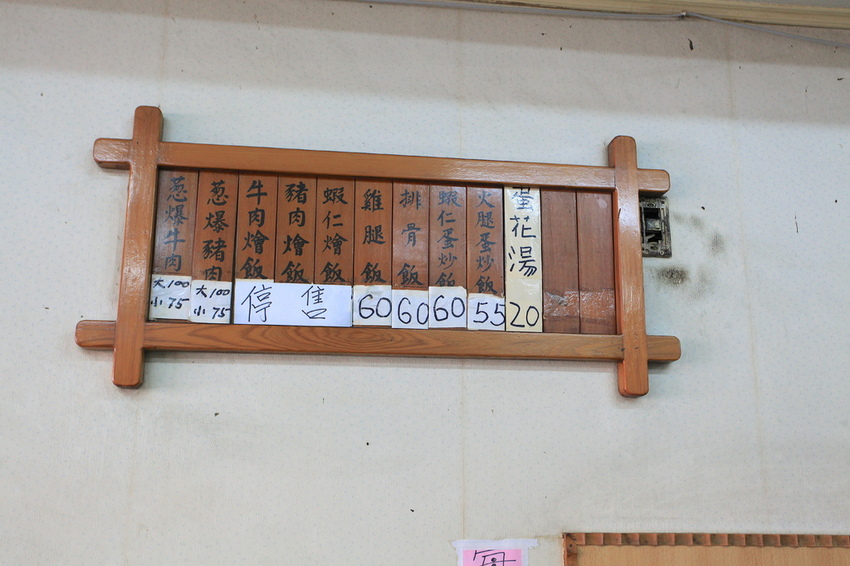 葱爆牛肉 大100 小75
葱爆豬肉 大100 小75
牛肉燴飯
豬肉燴飯
蝦仁燴飯
停售
雞腿飯 60
排骨飯 60
蝦仁蛋炒飯 60
火腿蛋炒飯 55
蛋花湯 20